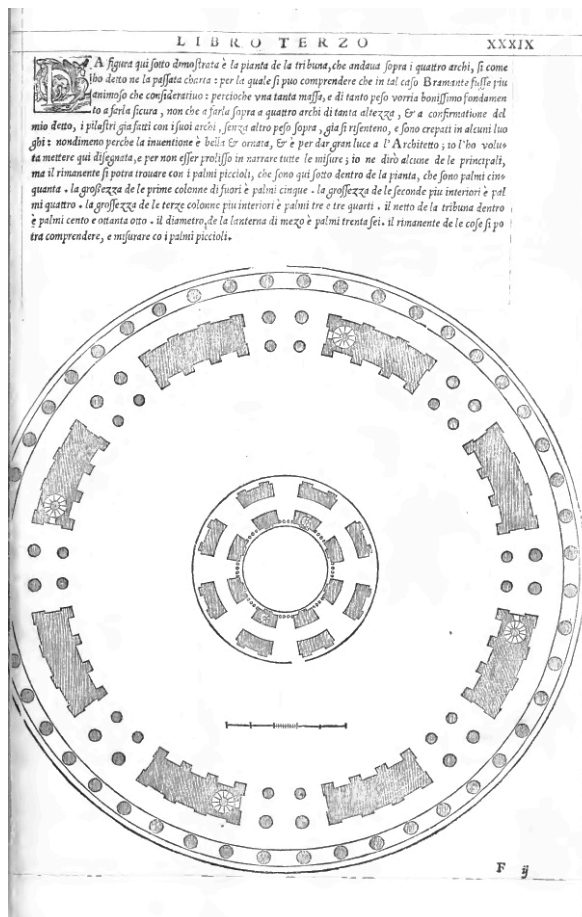 LIBRO TERZO XXXIX
LA figura qui sotto dimostrata è la pianta de la tribuna, che andaua sopra i quattro archi, si come
ho detto ne la passata charta: per la quale si puo comprendere che in tal caso Bramante fusse piu
animoso che consideratiuo: percioche vna tanta massa, e di tanto peso vorria bonissimo fondamen
to a farla sicura, non che a farla sopra a quattro archi di tanta altezza, & a confirmatione del
mio detto, i pilastri gia fatti con i suoi archi, senza altro peso sopra, gia si risenteno, e sono crepati in alcuni luo
ghi: nondimeno perche la inuentione è bella & ornata, & è per dar gran luce a l'Architetto; io l'ho volu-
ta mettere qui disegnata, e per non esser prolisso in narrare tutte le misure; io ne dirò alcune de le principali,
ma il rimanente si potra trouare con i palmi piccioli, che sono qui sotto dentro de la pianta, che sono palmi cin-
quanta. la großezza de le prime colonne di fuori è palmi cinque. la grossezza de le seconde piu interiori è pal
mi quattro. la grossezza de le terze colonne piu interiori è palmi tre e tre quarti. il netto de la tribuna dentro
è palmi cento e ottanta otto. il diametro, de la lanterna di mezo è palmi trenta sei. il rimanente de le cose si po
tra comprendere, e misurare co i palmi piccioli.
F ij